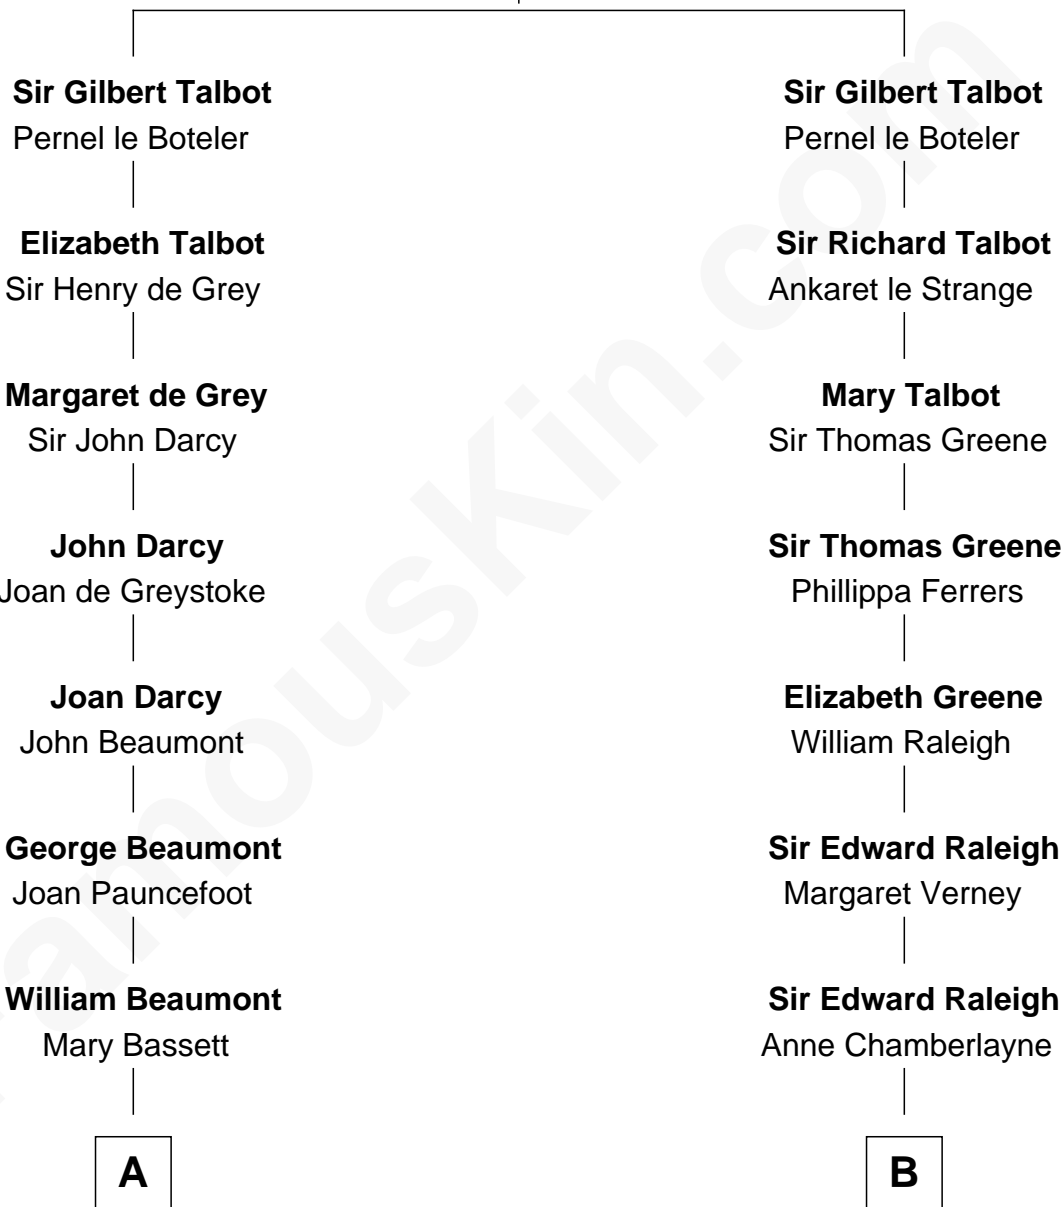 Sir Gilbert Talbot
Pernel le Boteler
Elizabeth Talbot
Sir Henry de Grey
Margaret de Grey
Sir John Darcy
John Darcy
Joan de Greystoke
Joan Darcy
John Beaumont
George Beaumont
Joan Pauncefoot
William Beaumont
Mary Bassett
A
Sir Gilbert Talbot
Pernel le Boteler
Sir Richard Talbot
Ankaret le Strange
Mary Talbot
Sir Thomas Greene
Sir Thomas Greene
Phillippa Ferrers
Elizabeth Greene
William Raleigh
Sir Edward Raleigh
Margaret Verney
Sir Edward Raleigh
Anne Chamberlayne
B
FamousKin.com